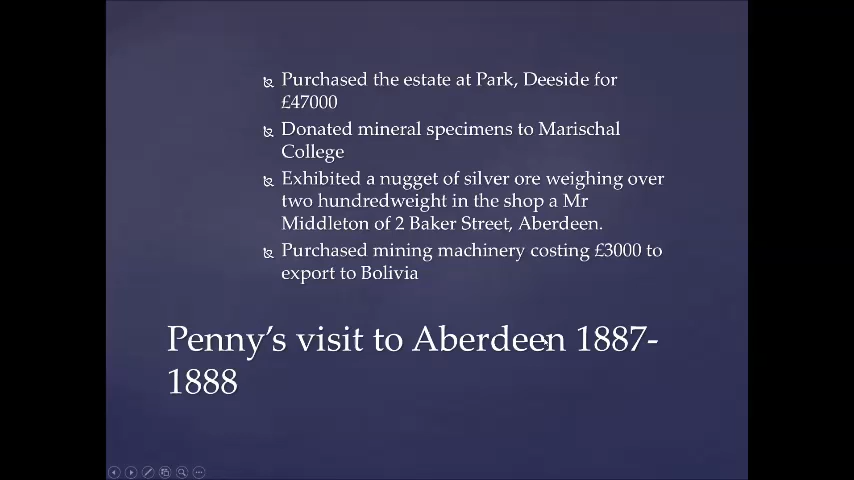 Purchased the estate at Park, Deeside for
£47000
Donated mineral specimens to Marischal
College
Exhibited a nugget of silver ore weighing over
two hundredweight in the shop a Mr
Middleton of 2 Baker Street, Aberdeen.
Purchased mining machinery costing £3000 to
export to Bolivia
Penny's visit to Aberdeen 1887-
1888